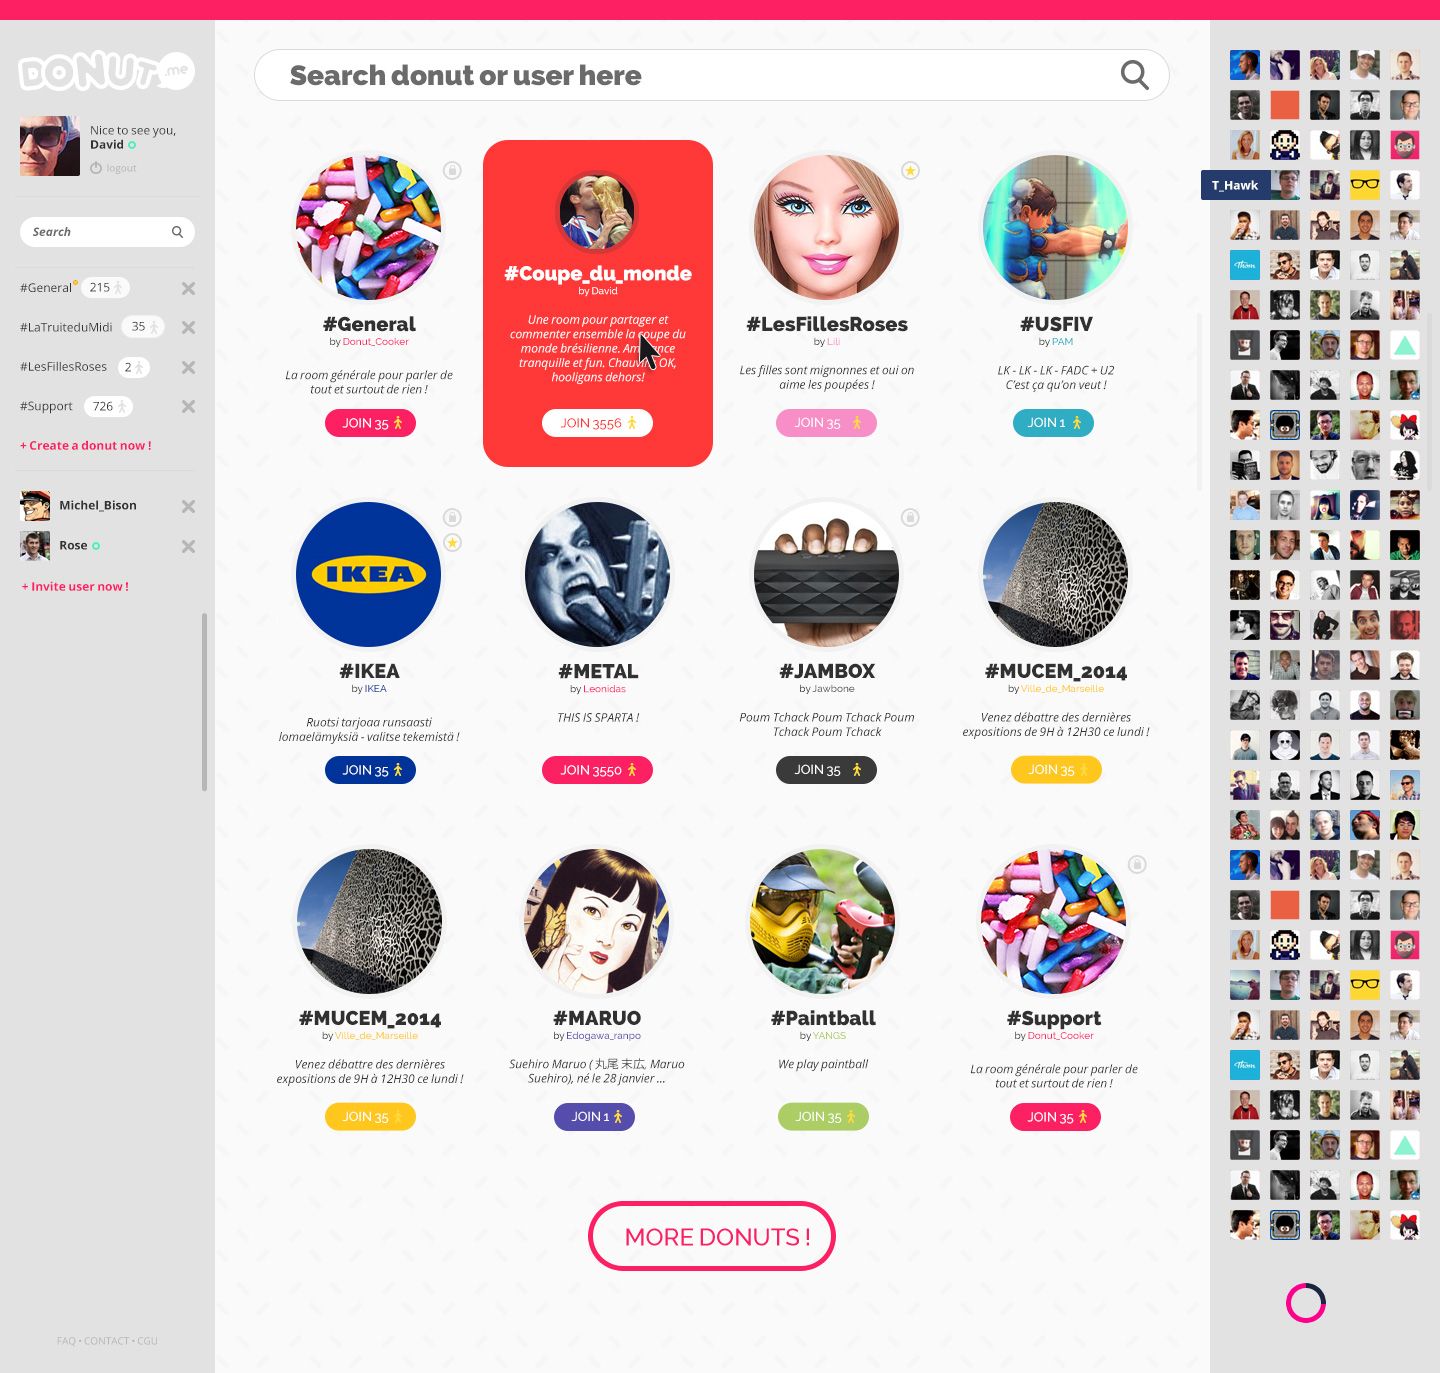 DONUT.me
Nice to see you,
David
logout
Search
#General 215
#LaTruiteduMidi 35
#LesFillesRoses 2
#Support 726
+ Create a donut now !
Michel_Bison
Rose
+ Invite user now !
FAQ • CONTACT • CGU
Search donut or user here
#General
by Donut_Cooker
La room générale pour parler de
tout et surtout de rien !
JOIN 35
#Coupe_du_monde
by David
Une room pour partager et
commenter ensemble la coupe du
monde brésilienne.
tranquille et fun. OK,
hooligans dehors!
JOIN 3556
#LesFillesRoses
by Lili
Les filles sont mignonnes et oui on
aime les poupées !
JOIN 35
#USFIV
by PAM
LK - LK - LK - FADC + U2
C'est ça qu'on veut !
JOIN 1
IKEA
#IKEA
by IKEA
Ruotsi tarjoaa runsaasti
lomaelämyksiä - valitse tekemistä !
JOIN 35
#METAL
by Leonidas
THIS IS SPARTA !
JOIN 3550
#JAMBOX
by Jawbone
Poum Tchack Poum Tchack Poum
Tchack Poum Tchack
JOIN 35
#MUCEM_2014
by Ville_de_Marseille
Venez débattre des dernières
expositions de 9H à 12H30 ce lundi !
JOIN 35
#MUCEM_2014
by Ville_de_Marseille
Venez débattre des dernières
expositions de 9H à 12H30 ce lundi !
JOIN 35
#MARUO
by Edogawa_ranpo
Suehiro Maruo ( 丸尾 末広, Maruo
Suehiro), né le 28 janvier ...
JOIN 1
#Paintball
by YANGS
We play paintball
JOIN 35
#Support
by Donut_Cooker
La room générale pour parler de
tout et surtout de rien !
JOIN 35
MORE DONUTS !
T_Hawk
Thom
Thom